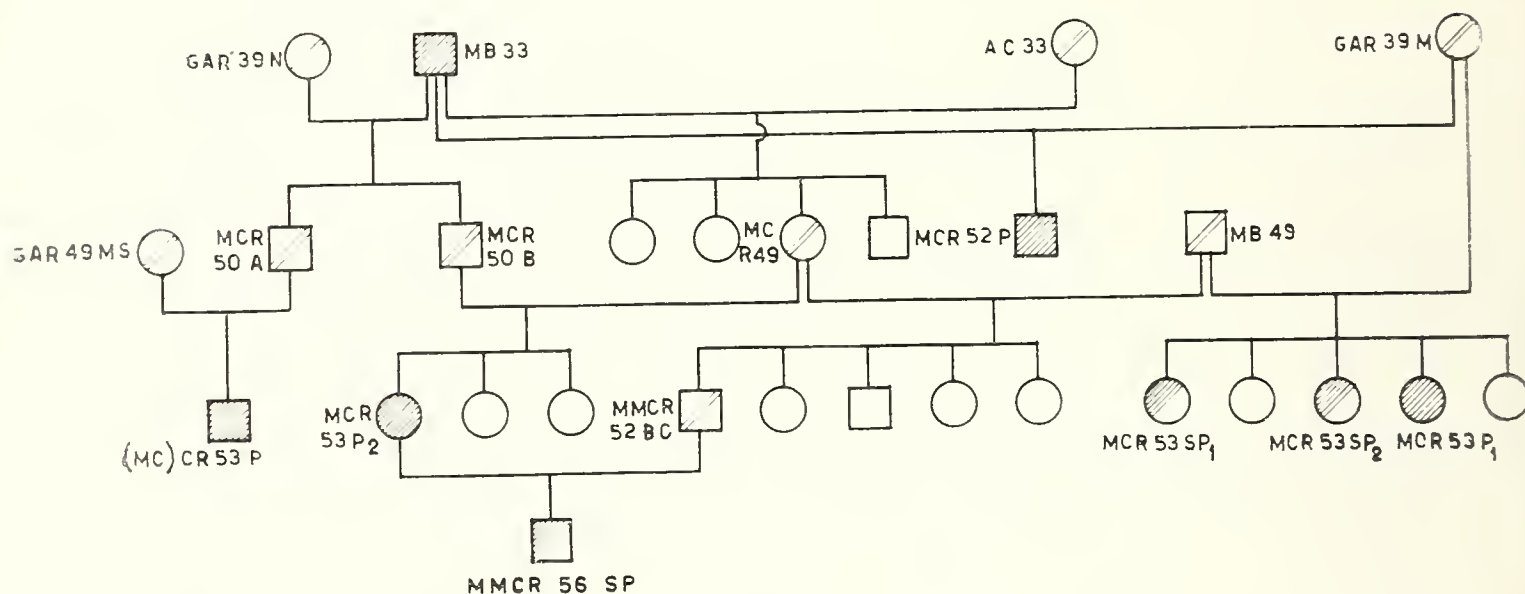 GAR 39 N
MB 33
A C 33
GAR 39 M
GAR 49 MS
MCR
50 A
MCR
50 B
MC
R49
MCR 52 P
MB 49
(MC) CR 53 P
MCR
53 P₂
MMCR
52 BC
MCR 53 SP₁
MCR 53 SP₂
MCR 53 P₁
MMCR 56 SP